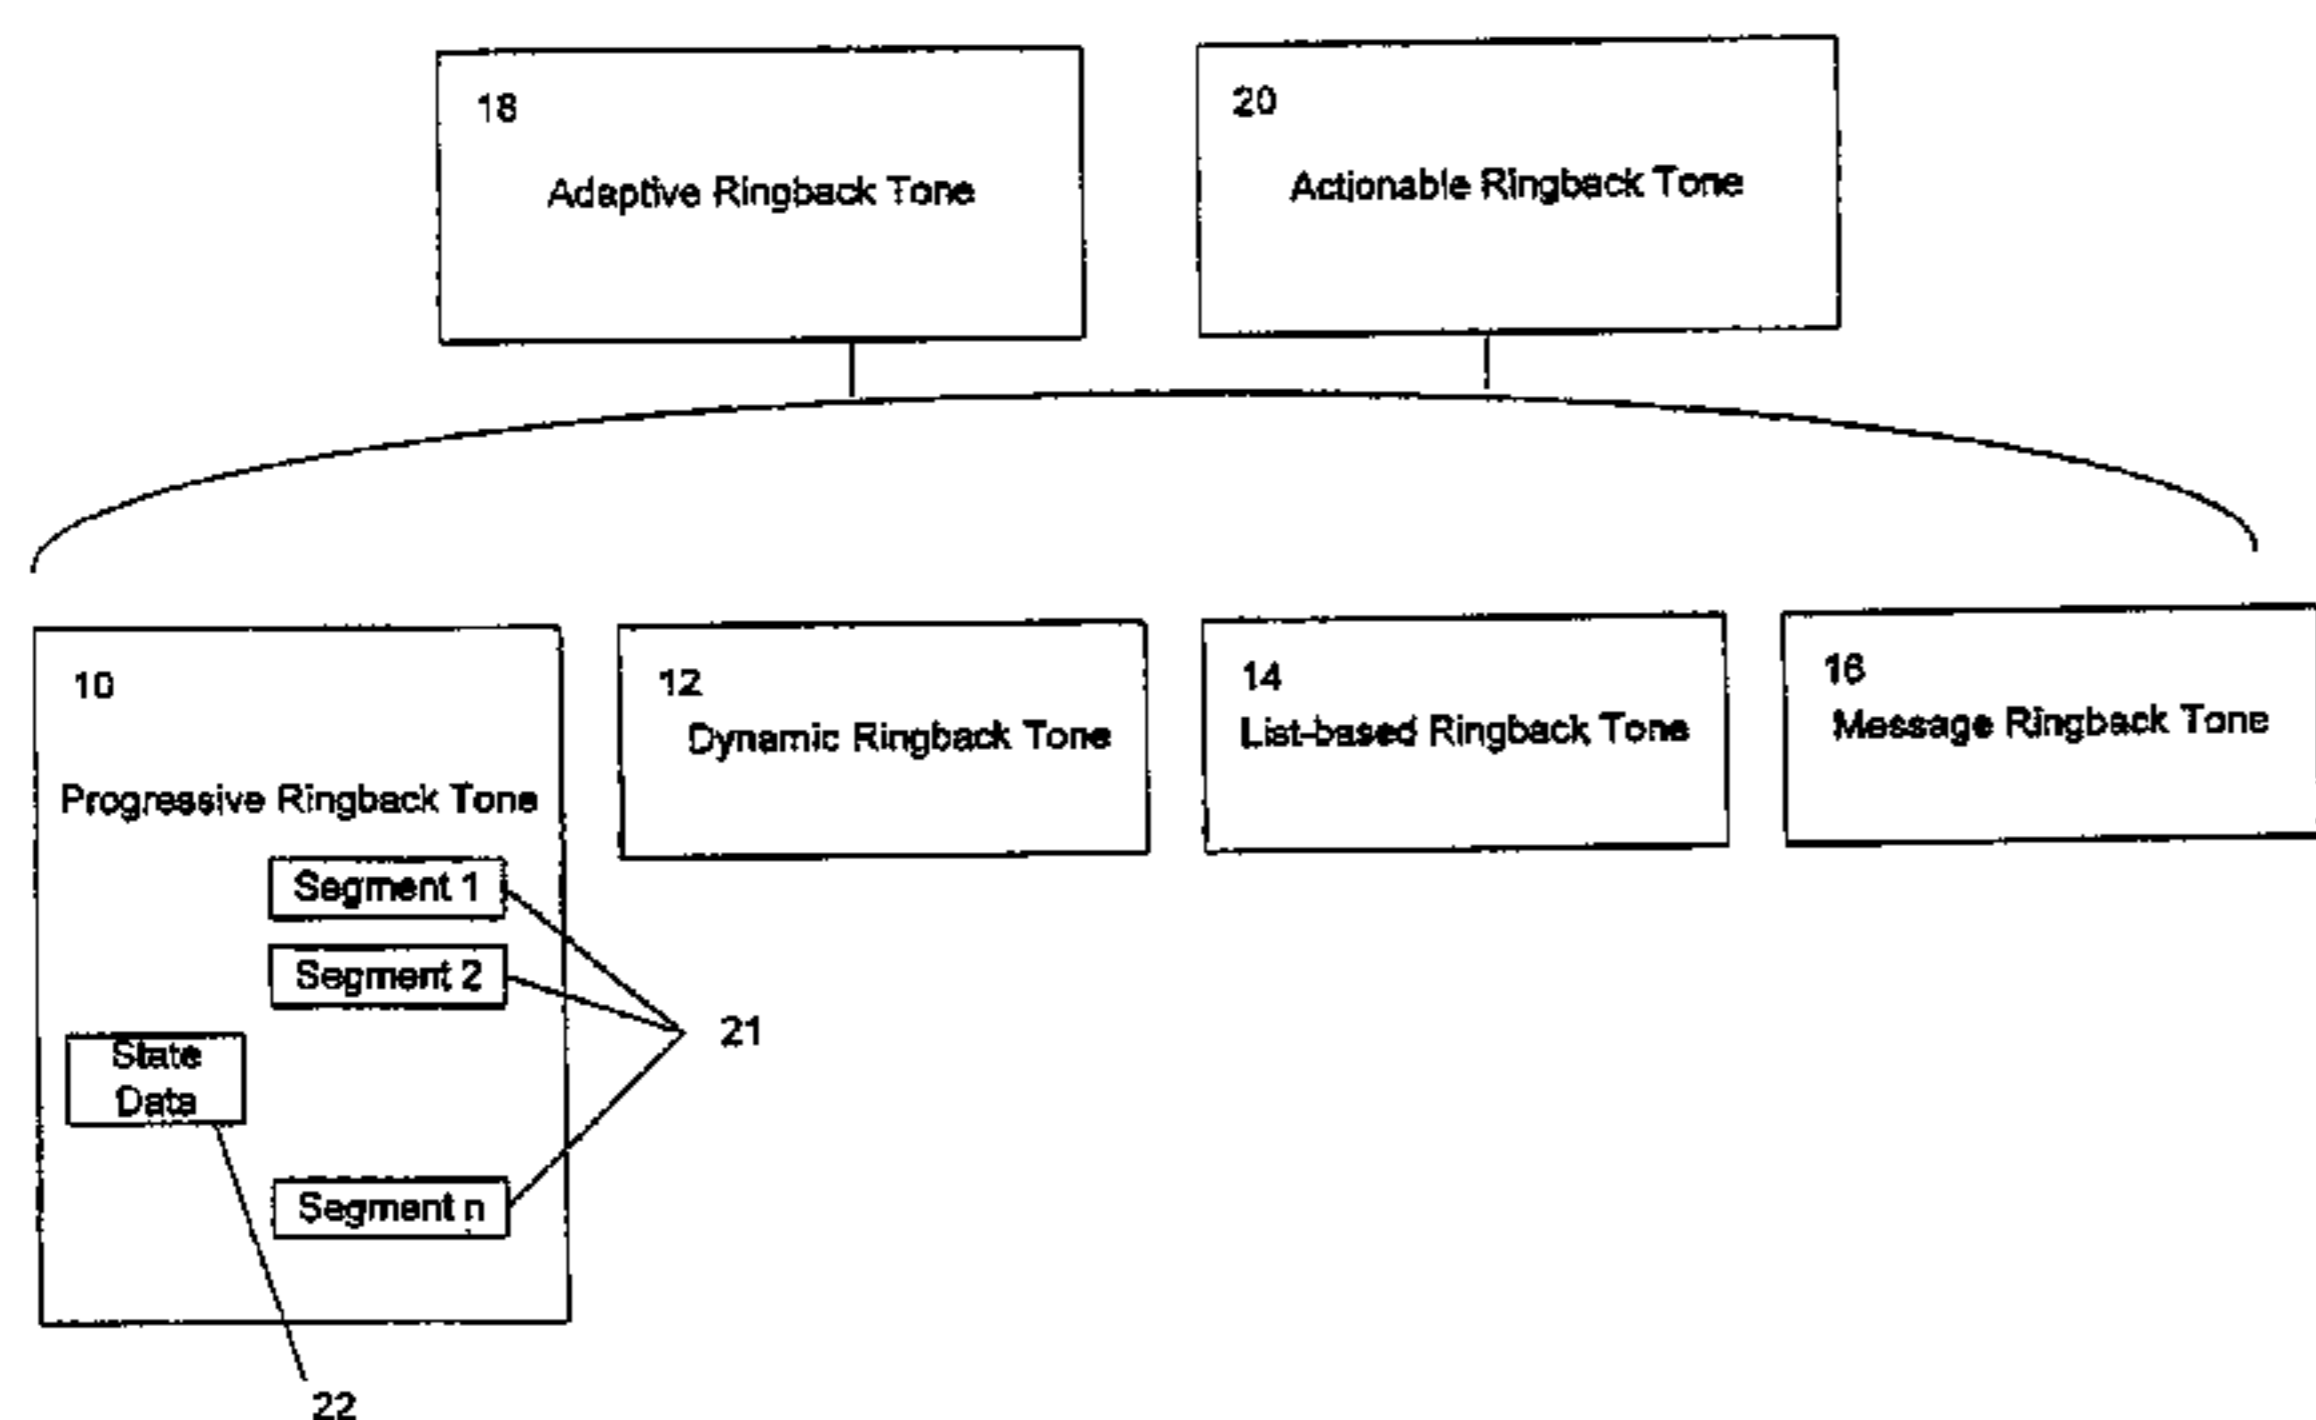 18
Adaptive Ringback Tone
20
Actionable Ringback Tone
10
Progressive Ringback Tone
Segment 1
Segment 2
State
Data
Segment n
21
22
12
Dynamic Ringback Tone
14
List-based Ringback Tone
16
Message Ringback Tone